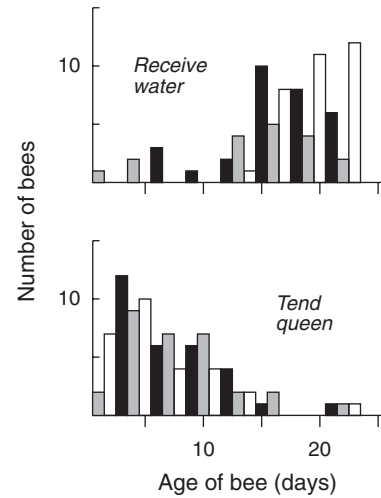 10
Receive
water
Number of bees
10
Tend
queen
10 20
Age of bee (days)